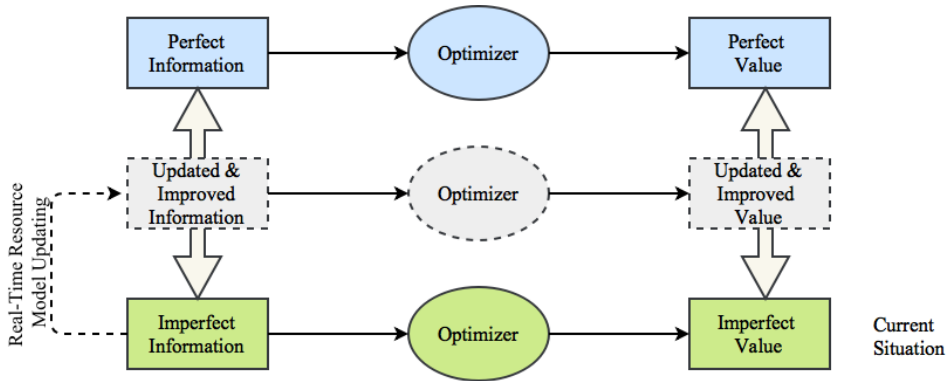 Perfect
Information
Optimizer
Perfect
Value
Updated &
Improved
Information
Optimizer
Updated &
Improved
Value
Real-Time Resource
Model Updating
Imperfect
Information
Optimizer
Imperfect
Value
Current
Situation